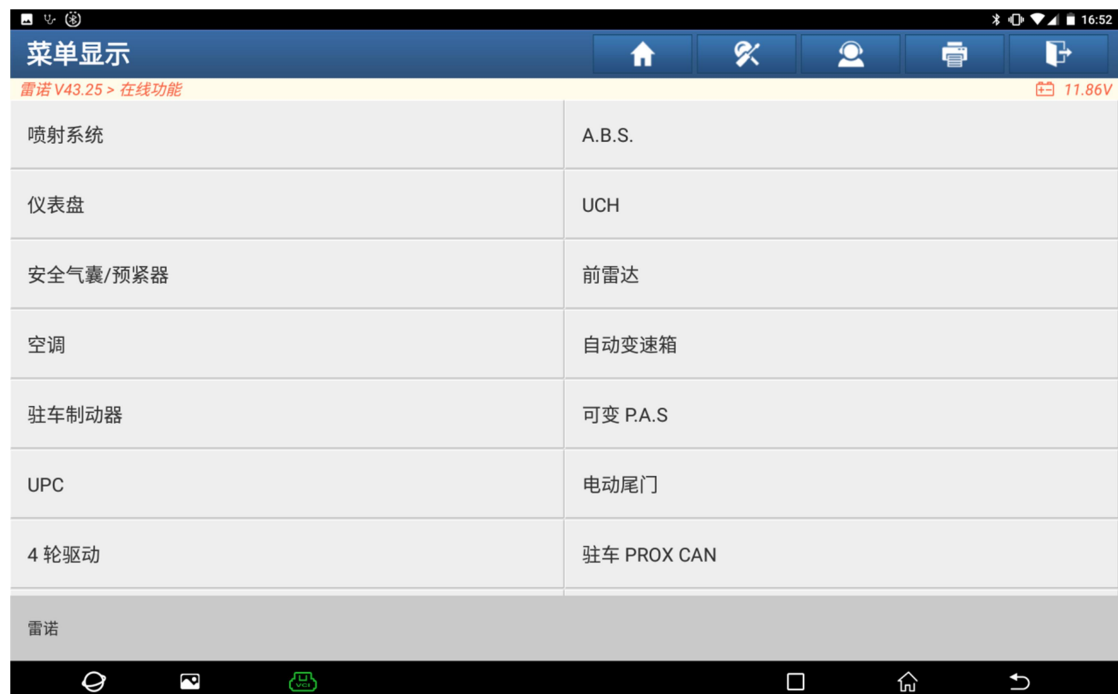 16:52
菜单显示
雷诺 V43.25 > 在线功能 11.86V
喷射系统 A.B.S.
仪表盘 UCH
安全气囊/预紧器 前雷达
空调 自动变速箱
驻车制动器 可变 P.A.S
UPC 电动尾门
4 轮驱动 驻车 PROX CAN
雷诺
VCI